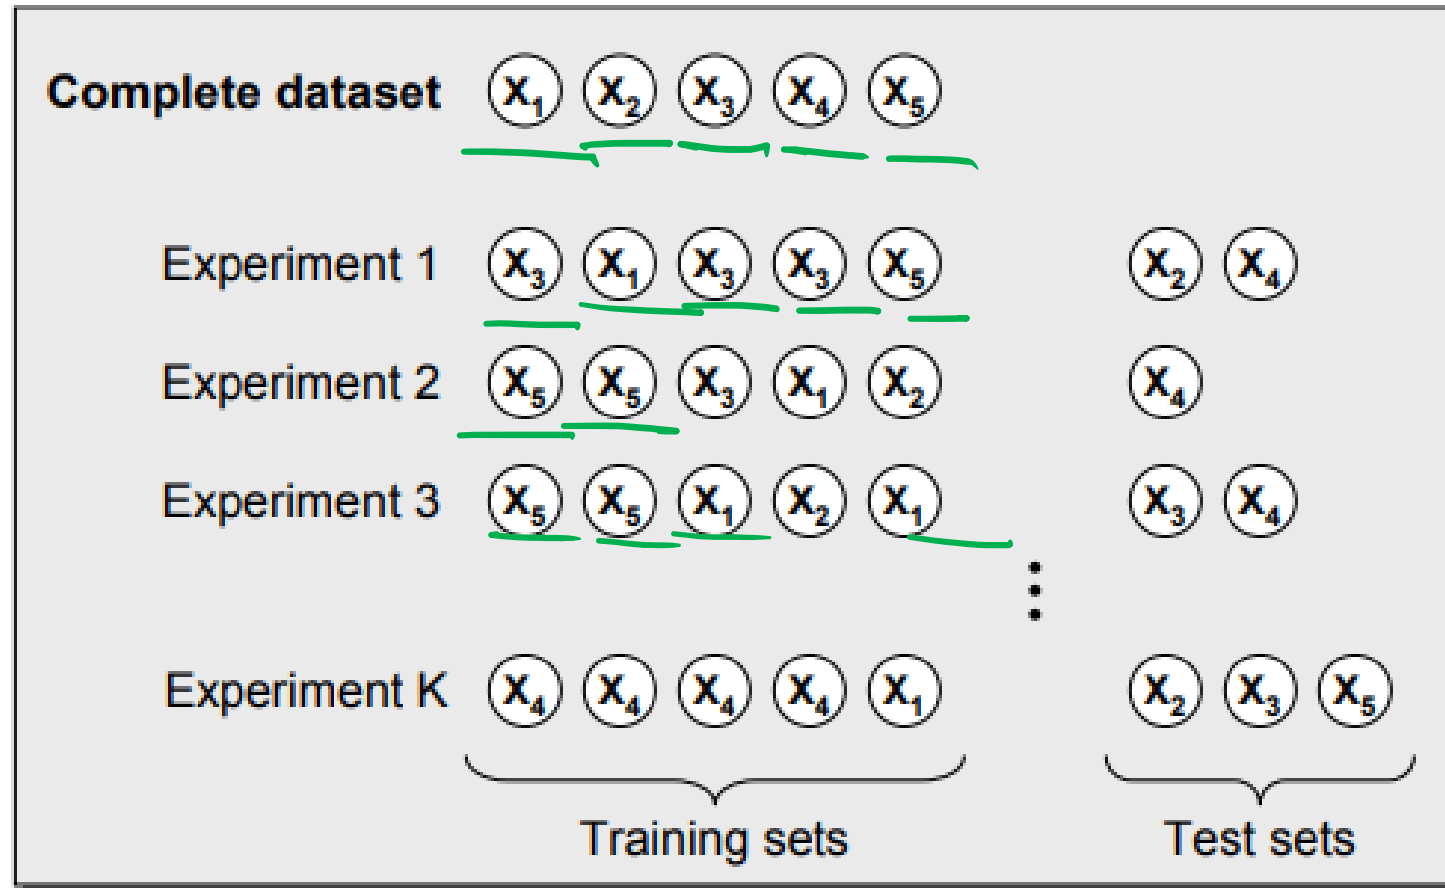 Complete dataset X₁ X₂ X₃ X₄ X₅
Experiment 1 X₃ X₁ X₃ X₃ X₅ X₂ X₄
Experiment 2 X₅ X₅ X₃ X₁ X₂ X₄
Experiment 3 X₅ X₅ X₁ X₂ X₁ X₃ X₄
Experiment K X₄ X₄ X₄ X₄ X₁ X₂ X₃ X₅
Training sets Test sets